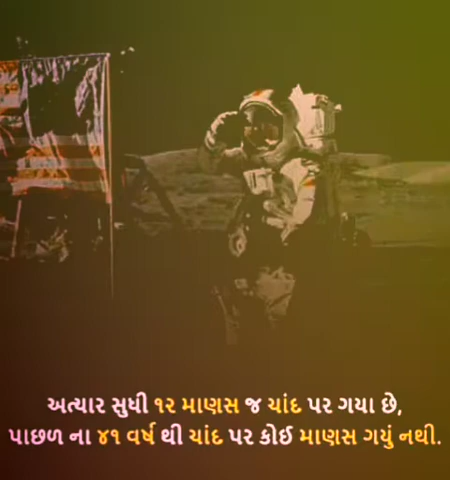 અત્યાર સુધી ૧૨ માણસ જ ચાંદ પર ગયા છે,
પાછળ ના ૪૧ વર્ષ થી ચાંદ પર કોઈ માણસ ગયું નથી.